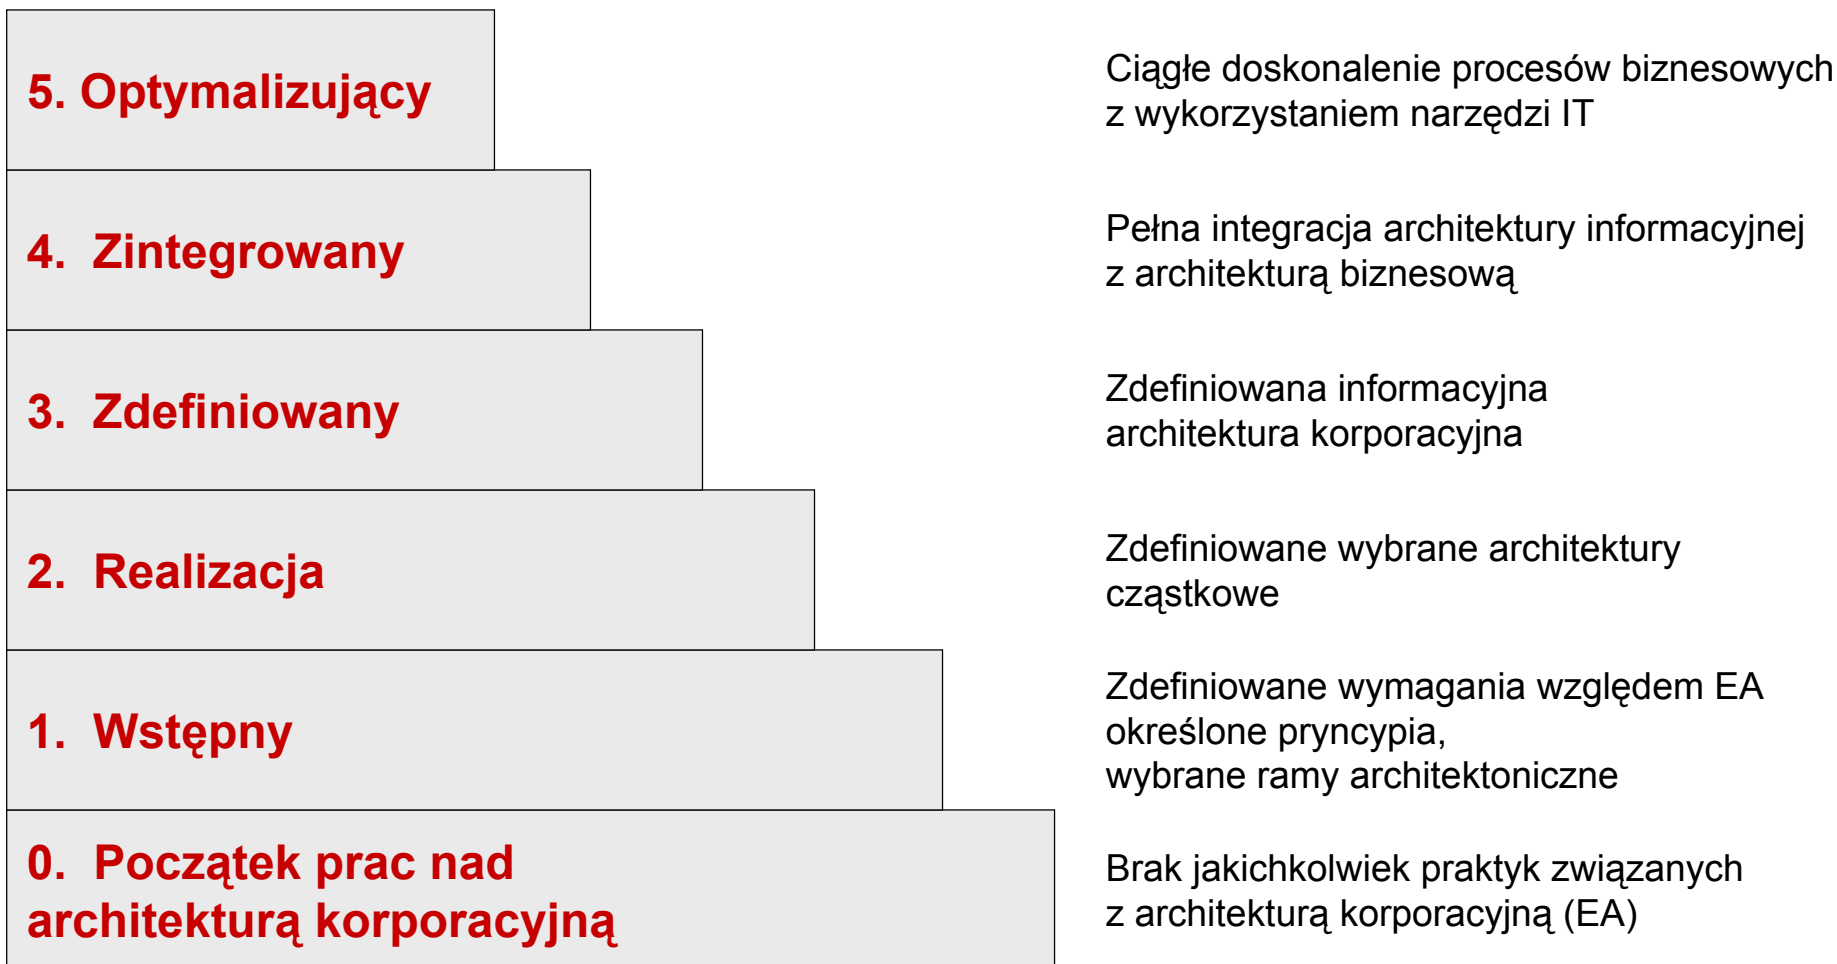 5. Optymalizujący
Ciągłe doskonalenie procesów biznesowych
z wykorzystaniem narzędzi IT
4. Zintegrowany
Pełna integracja architektury informacyjnej
z architekturą biznesową
3. Zdefiniowany
Zdefiniowana informacyjna
architektura korporacyjna
2. Realizacja
Zdefiniowane wybrane architektury
cząstkowe
1. Wstępny
Zdefiniowane wymagania względem EA
określone pryncypia,
wybrane ramy architektoniczne
0. Początek prac nad
architekturą korporacyjną
Brak jakichkolwiek praktyk związanych
z architekturą korporacyjną (EA)